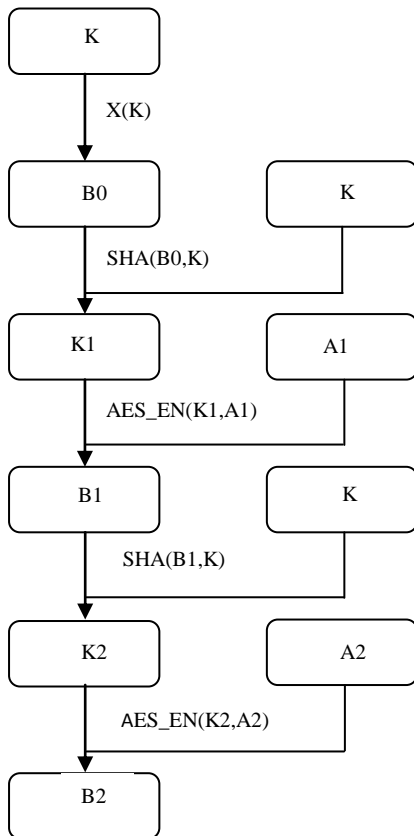 K
X(K)
B0
K
SHA(B0,K)
K1
A1
AES_EN(K1,A1)
B1
K
SHA(B1,K)
K2
A2
AES_EN(K2,A2)
B2